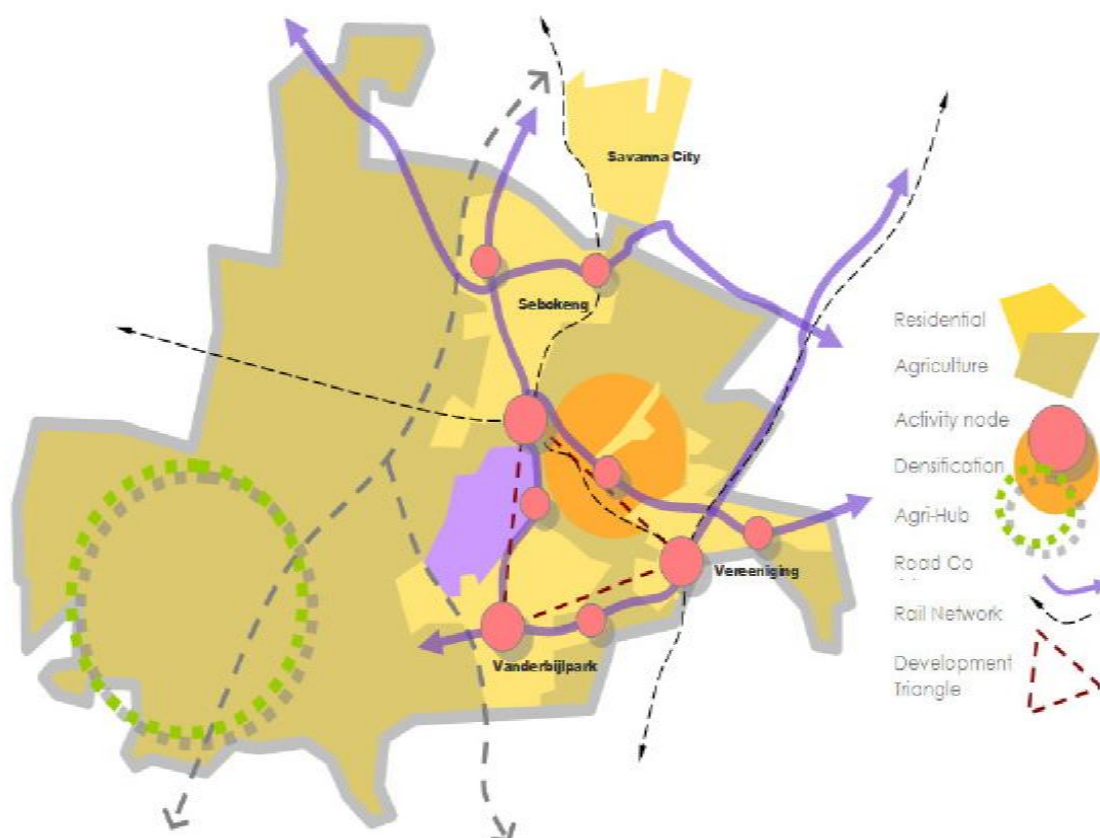 Savanna City
Sebokeng
Vereeniging
Vanderbijlpark
Residential
Agriculture
Activity node
Densification
Agri-Hub
Road Co
Rail Network
Development
Triangle